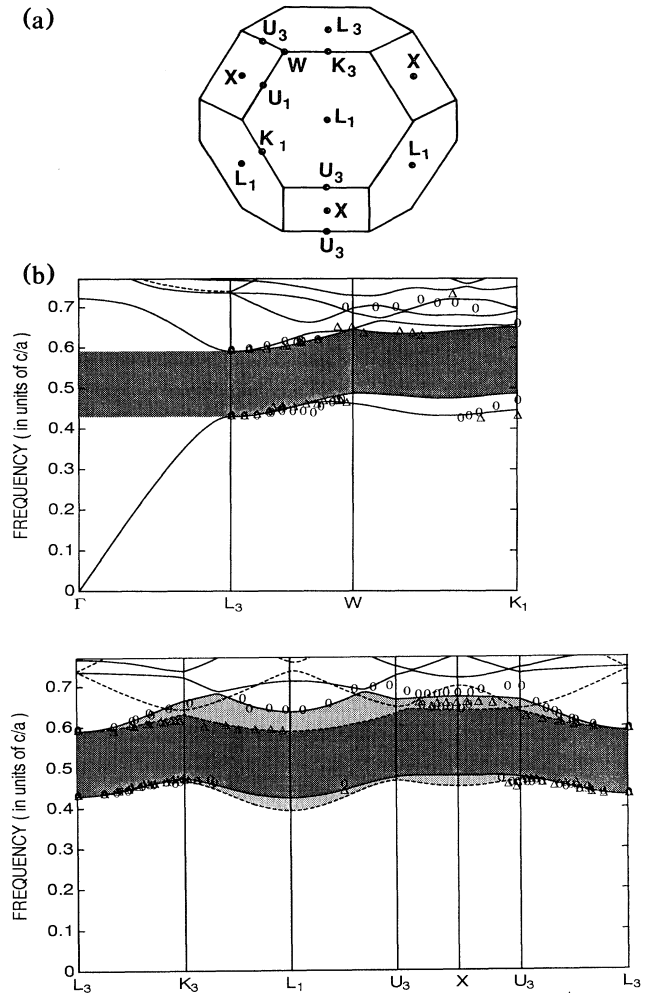 (a)
U3 L3
W K3 X
X U1
L1
K1 L1
L1 U3
X
U3
(b)
FREQUENCY (in units of c/a)
0.7
0.6
0.5
0.4
0.3
0.2
0.1
0
Γ L3 W K1
FREQUENCY (in units of c/a)
0.7
0.6
0.5
0.4
0.3
0.2
0.1
0
L3 K3 L1 U3 X U3 L3